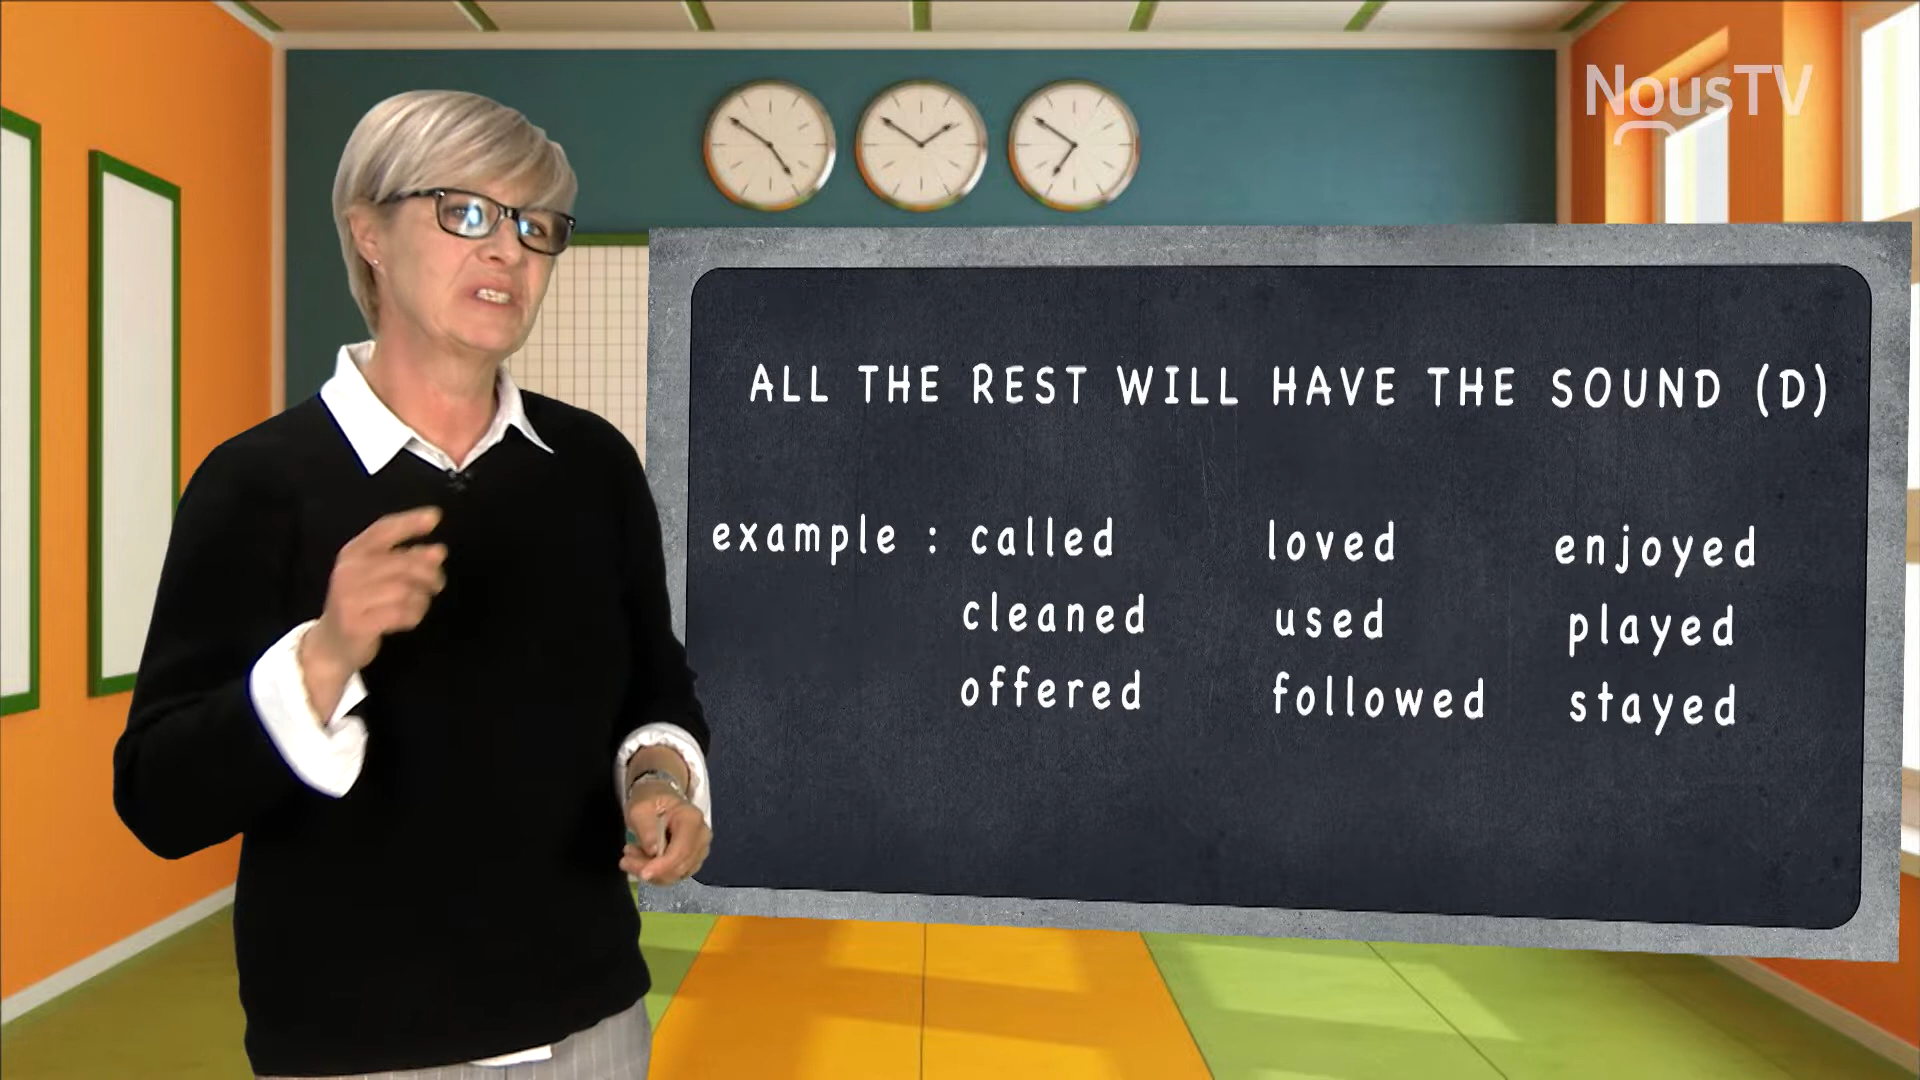 NousTV
ALL THE REST WILL HAVE THE SOUND (D)
example : called loved enjoyed
cleaned used played
offered followed stayed